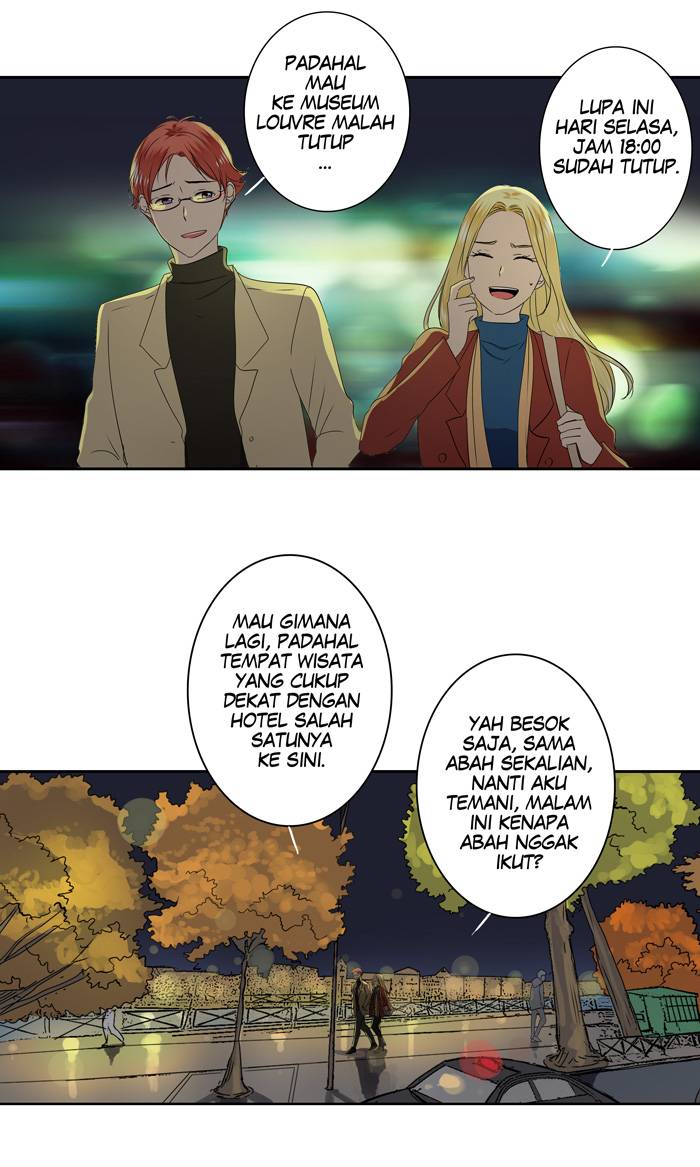 PADAHAL
MAU
KE MUSEUM
LOUVRE MALAH
TUTUP
...
LUPA INI
HARI SELASA,
JAM 18:00
SUDAH TUTUP.
MAU GIMANA
LAGI, PADAHAL
TEMPAT WISATA
YANG CUKUP
DEKAT DENGAN
HOTEL SALAH
SATUNYA
KE SINI.
YAH BESOK
SAJA, SAMA
ABAH SEKALIAN,
NANTI AKU
TEMANI, MALAM
INI KENAPA
ABAH NGGAK
IKUT?